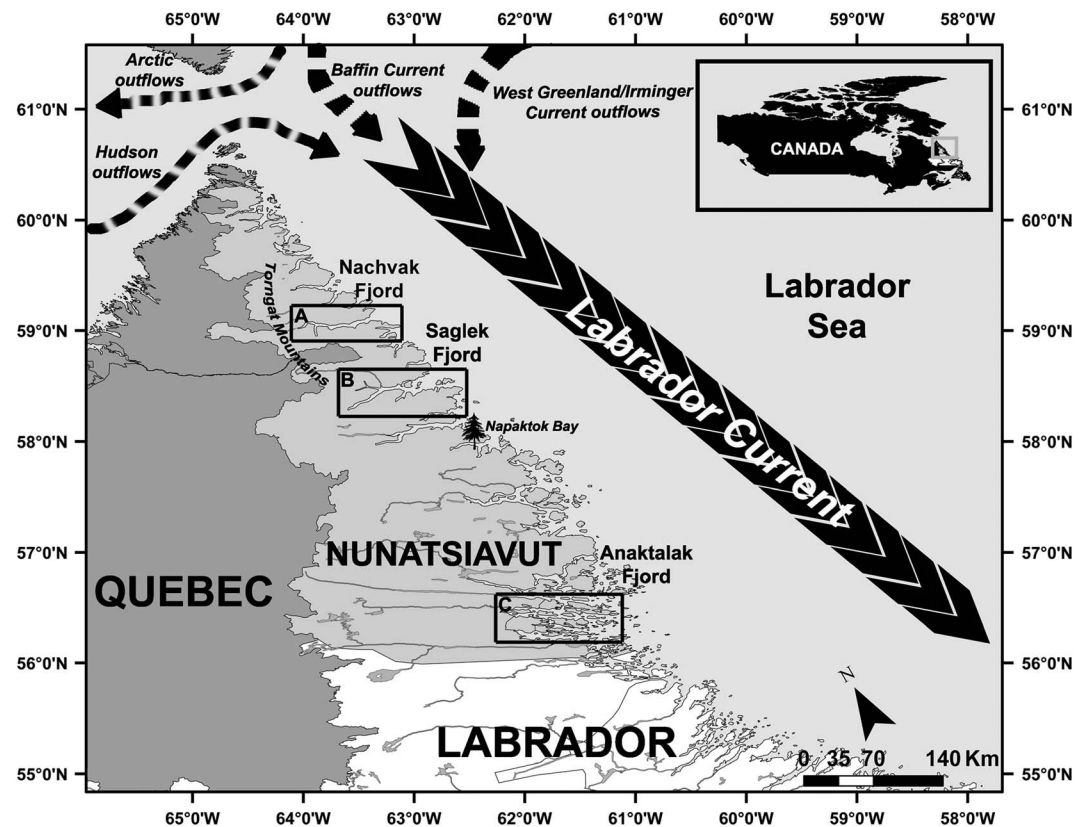 65°0'W 64°0'W 63°0'W 62°0'W 61°0'W 60°0'W 59°0'W 58°0'W
Arctic
outflows
Baffin Current
outflows
West Greenland/Irminger
Current outflows
61°0'N
61°0'N
Hudson
outflows
CANADA
60°0'N
60°0'N
Nachvak
Fjord
Torngat Mountains
A
Labrador
Sea
59°0'N
59°0'N
Saglek
Fjord
B
Labrador Current
Napaktok Bay
58°0'N
58°0'N
NUNATSIAVUT
57°0'N
57°0'N
Anaktalak
Fjord
QUEBEC
C
56°0'N
56°0'N
N
LABRADOR
0 35 70 140 Km
55°0'N
55°0'N
65°0'W 64°0'W 63°0'W 62°0'W 61°0'W 60°0'W 59°0'W 58°0'W